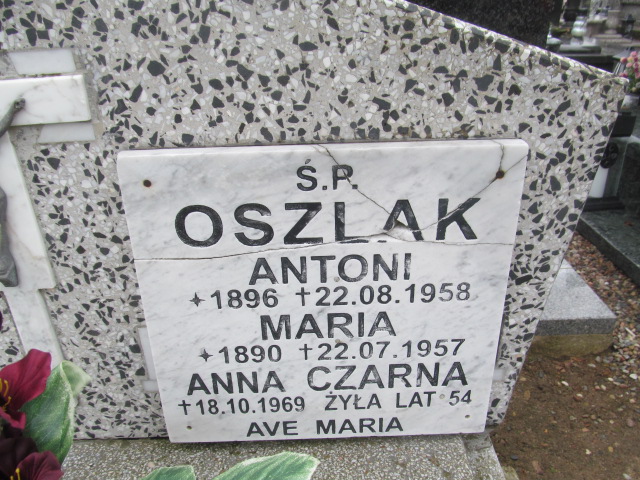 Ś.P.
OSZLAK
ANTONI
*1896 †22.08.1958
MARIA
*1890 †22.07.1957
ANNA CZARNA
†18.10.1969 ŻYŁA LAT 54
AVE MARIA